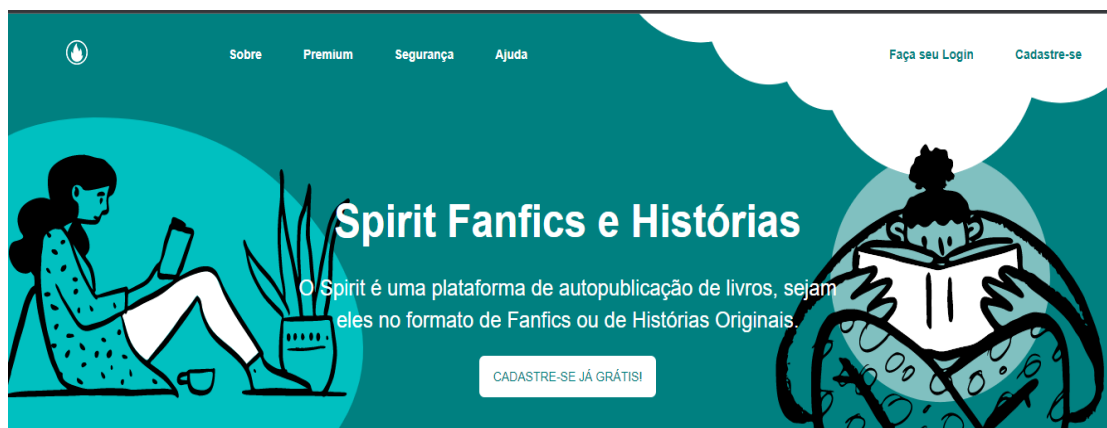 Sobre Premium Segurança Ajuda Faça seu Login Cadastre-se
Spirit Fanfics e Histórias
O Spirit é uma plataforma de autopublicação de livros, sejam
eles no formato de Fanfics ou de Histórias Originais.
CADASTRE-SE JÁ GRÁTIS!